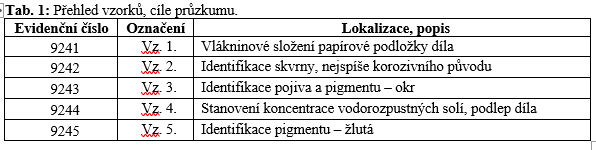 Tab. 1: Přehled vzorků, cíle průzkumu.
Evidenční číslo Označení Lokalizace, popis
9241 Vz. 1. Vlákninové složení papírové podložky díla
9242 Vz. 2. Identifikace skvrny, nejspíše korozivního původu
9243 Vz. 3. Identifikace pojiva a pigmentu – okr
9244 Vz. 4. Stanovení koncentrace vodorozpustných solí, podlep díla
9245 Vz. 5. Identifikace pigmentu – žlutá